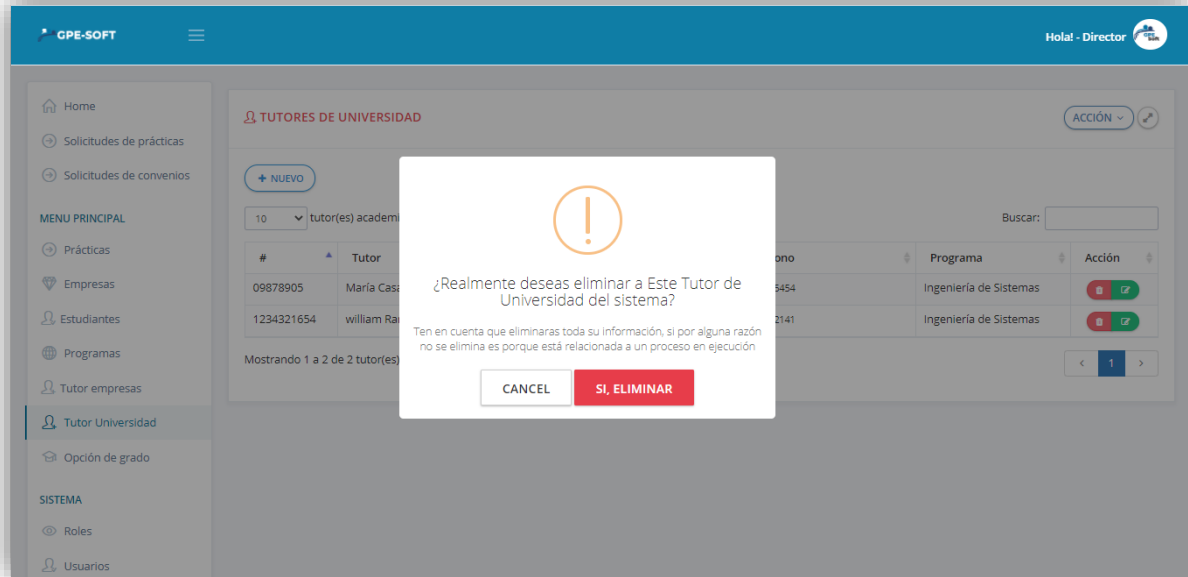 GPE-SOFT
Hola! - Director
Home
Solicitudes de prácticas
Solicitudes de convenios
MENU PRINCIPAL
Prácticas
Empresas
Estudiantes
Programas
Tutor empresas
Tutor Universidad
Opción de grado
SISTEMA
Roles
Usuarios
TUTORES DE UNIVERSIDAD
ACCIÓN
+ NUEVO
10 tutor(es)
Buscar:
# Tutor Programa Acción
09878905 María Ingeniería de Sistemas
1234321654 william Ingeniería de Sistemas
Mostrando 1 a 2 de 2 tutor(es)
< 1 >
¿Realmente deseas eliminar a Este Tutor de
Universidad del sistema?
Ten en cuenta que eliminaras toda su información, si por alguna razón
no se elimina es porque está relacionada a un proceso en ejecución
CANCEL
SI, ELIMINAR